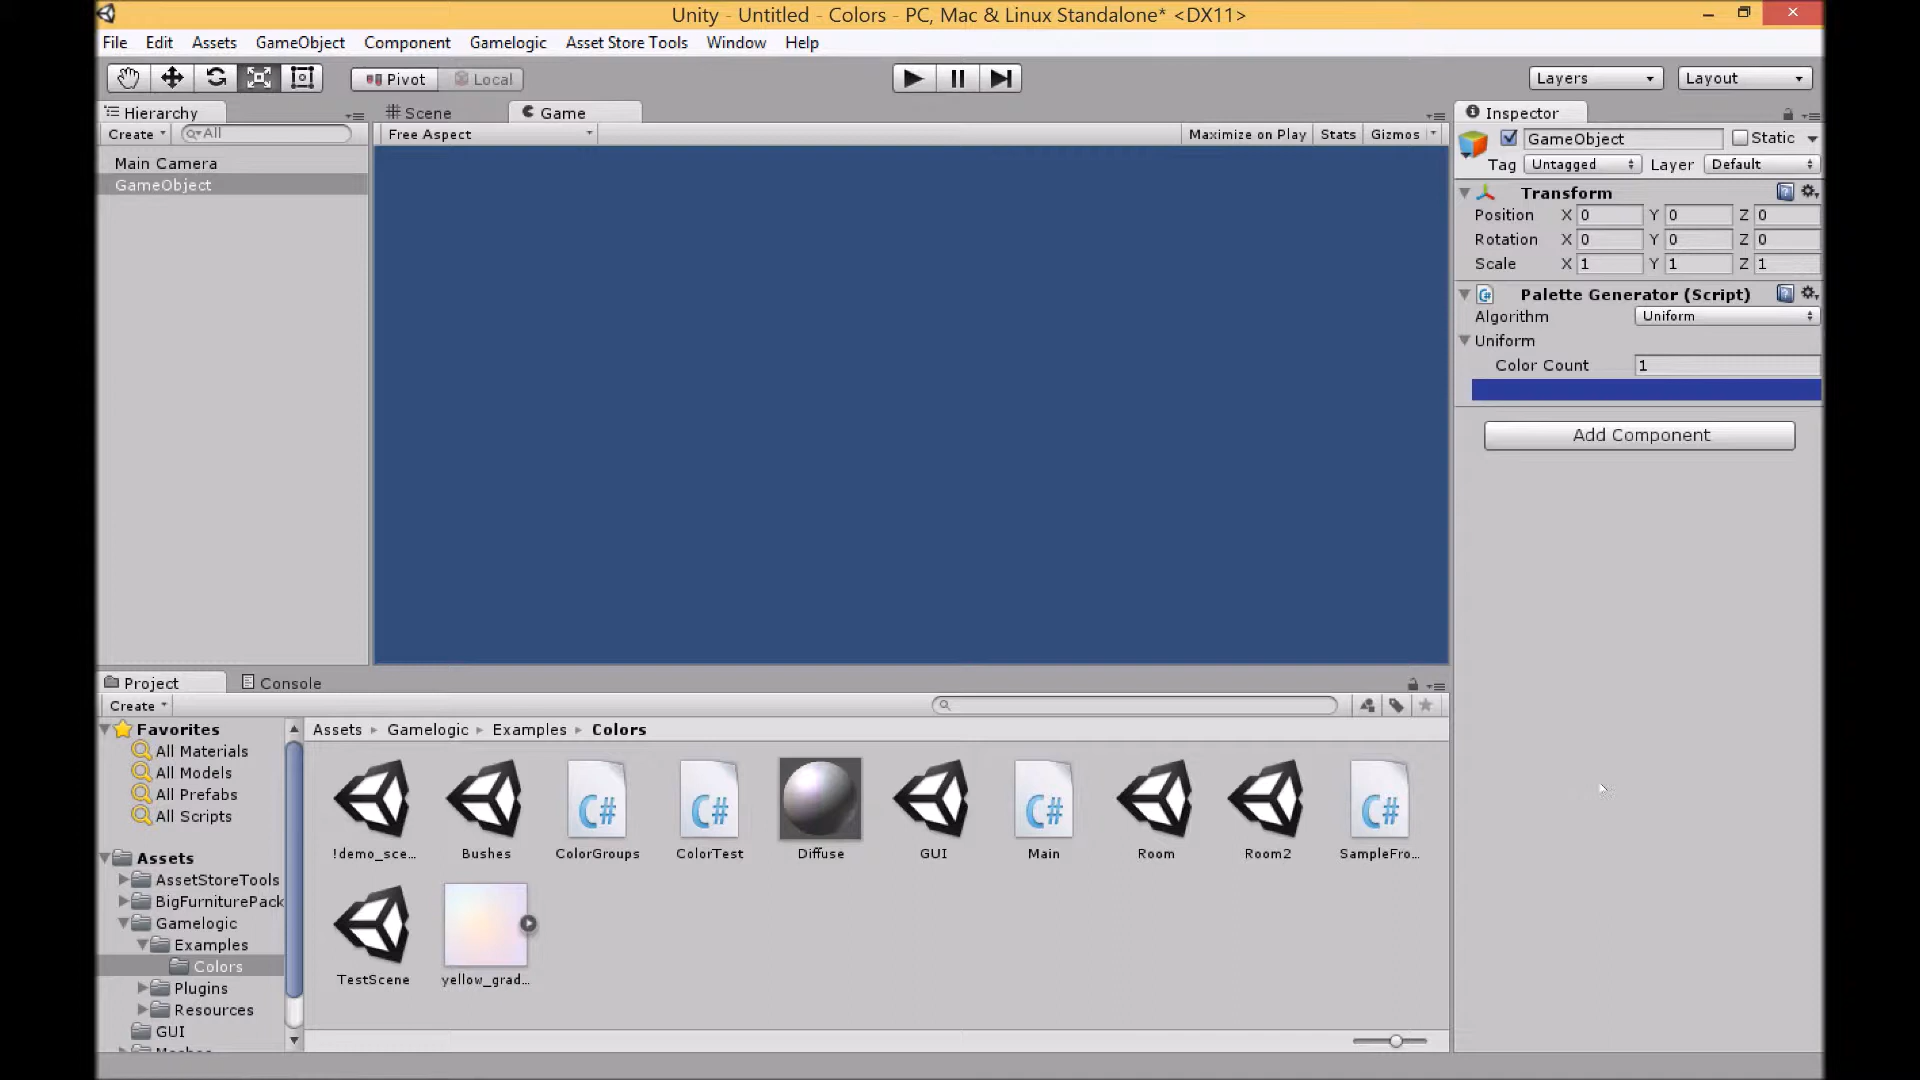 Unity - Untitled - Colors - PC, Mac & Linux Standalone* <DX11>
File Edit Assets GameObject Component Gamelogic Asset Store Tools Window Help
Pivot Local Layers Layout
Hierarchy
Create All
Main Camera
GameObject
Scene Game
Free Aspect Maximize on Play Stats Gizmos
Inspector
GameObject Static
Tag Untagged Layer Default
Transform
Position X 0 Y 0 Z 0
Rotation X 0 Y 0 Z 0
Scale X 1 Y 1 Z 1
C# Palette Generator (Script)
Algorithm Uniform
Uniform
Color Count 1
Add Component
Project Console
Create
Favorites
All Materials
All Models
All Prefabs
All Scripts
Assets
AssetStoreTools
BigFurniturePack
Gamelogic
Examples
Colors
Plugins
Resources
GUI
Assets Gamelogic Examples Colors
C# C# C# C#
!demo_sce... Bushes ColorGroups ColorTest Diffuse GUI Main Room Room2 SampleFro...
TestScene yellow_grad...